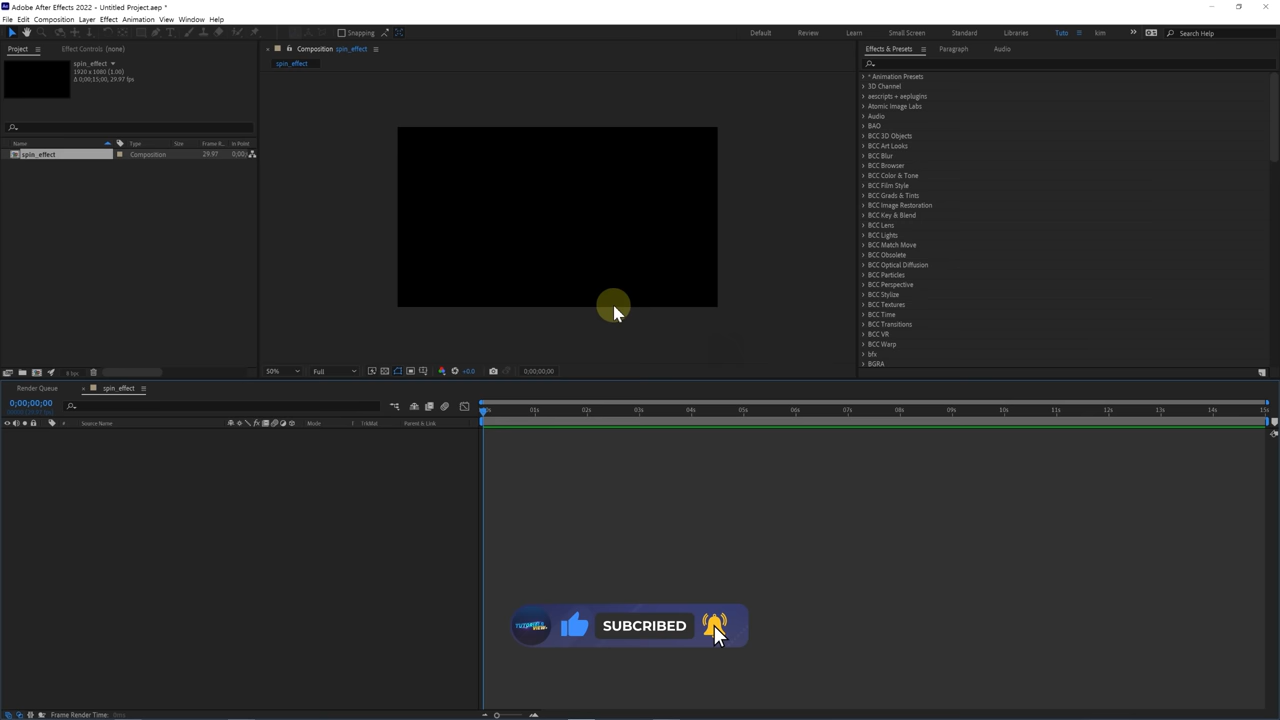 Adobe After Effects 2022 - Untitled Project.aep *
File Edit Composition Layer Effect Animation View Window Help
Snapping
Default Review Learn Small Screen Standard Libraries Tuto kim Search Help
Project Effect Controls (none)
spin_effect
1920 x 1080 (1.00)
Δ 0;00;15;00, 29.97 fps
Name Type Size Frame R... In Point
spin_effect Composition 29.97 0;00;
8 bpc
Composition spin_effect
spin_effect
50% Full +0.0 0;00;00;00
Effects & Presets Paragraph Audio
* Animation Presets
3D Channel
aescripts + aeplugins
Atomic Image Labs
Audio
BAO
BCC 3D Objects
BCC Art Looks
BCC Blur
BCC Browser
BCC Color & Tone
BCC Film Style
BCC Grads & Tints
BCC Image Restoration
BCC Key & Blend
BCC Lens
BCC Lights
BCC Match Move
BCC Obsolete
BCC Optical Diffusion
BCC Particles
BCC Perspective
BCC Stylize
BCC Textures
BCC Time
BCC Transitions
BCC VR
BCC Warp
bfx
BGRA
Render Queue spin_effect
0;00;00;00
Source Name Mode T TrkMat Parent & Link
01s 02s 03s 04s 05s 06s 07s 08s 09s 10s 11s 12s 13s 14s 15s
SUBCRIBED
Frame Render Time: 0ms